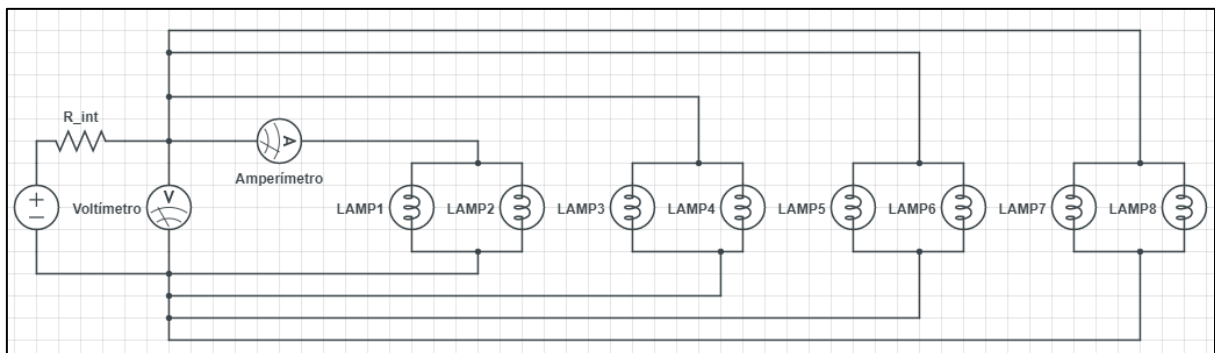 R_int
A
V
Amperímetro
Voltímetro
LAMP1
LAMP2
LAMP3
LAMP4
LAMP5
LAMP6
LAMP7
LAMP8